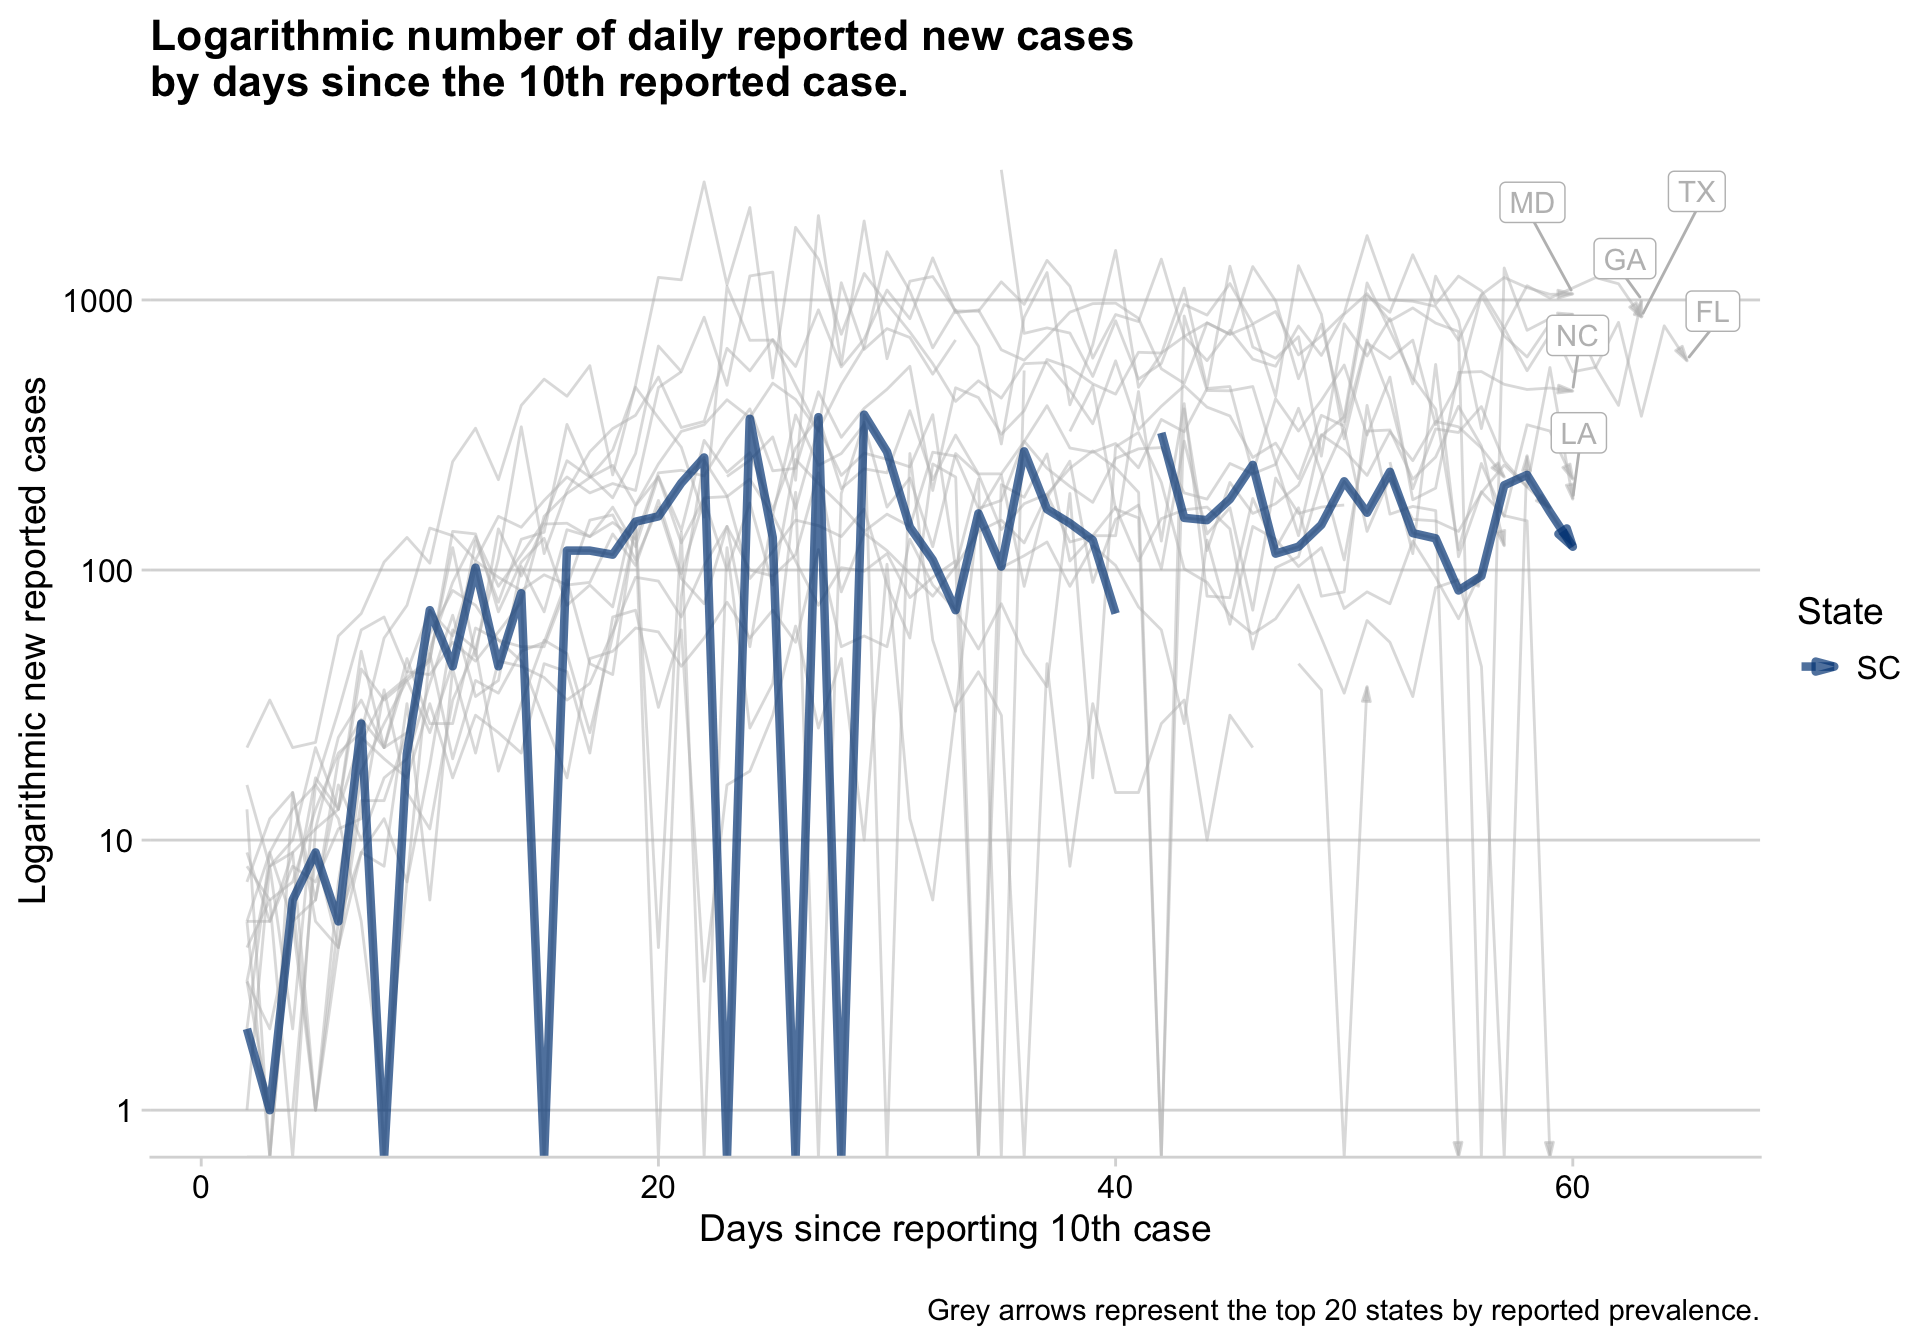 Logarithmic number of daily reported new cases
by days since the 10th reported case.
MD
TX
GA
FL
NC
LA
1000
100
10
1
Logarithmic new reported cases
State
SC
0
20
40
60
Days since reporting 10th case
Grey arrows represent the top 20 states by reported prevalence.